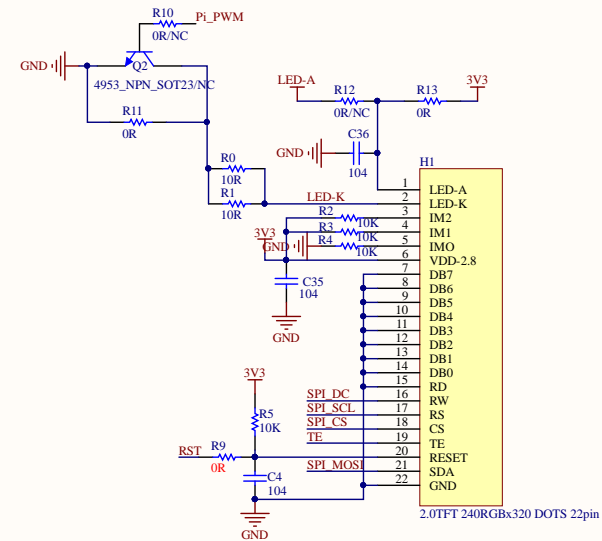 R10
Pi_PWM
0R/NC
GND
Q2
4953_NPN_SOT23/NC
R11
0R
LED-A
R12
0R/NC
R13
0R
3V3
C36
GND
104
R0
10R
R1
10R
H1
LED-K
1 LED-A
2 LED-K
R2
10K
3 IM2
R3
10K
4 IM1
3V3
GND
R4
10K
5 IMO
6 VDD-2.8
7 DB7
C35
104
GND
8 DB6
9 DB5
10 DB4
11 DB3
12 DB2
13 DB1
14 DB0
15 RD
3V3
R5
10K
SPI_DC
16 RW
SPI_SCL
17 RS
SPI_CS
18 CS
TE
19 TE
RST
R9
0R
20 RESET
SPI_MOSI
21 SDA
C4
104
22 GND
GND
2.0TFT 240RGBx320 DOTS 22pin